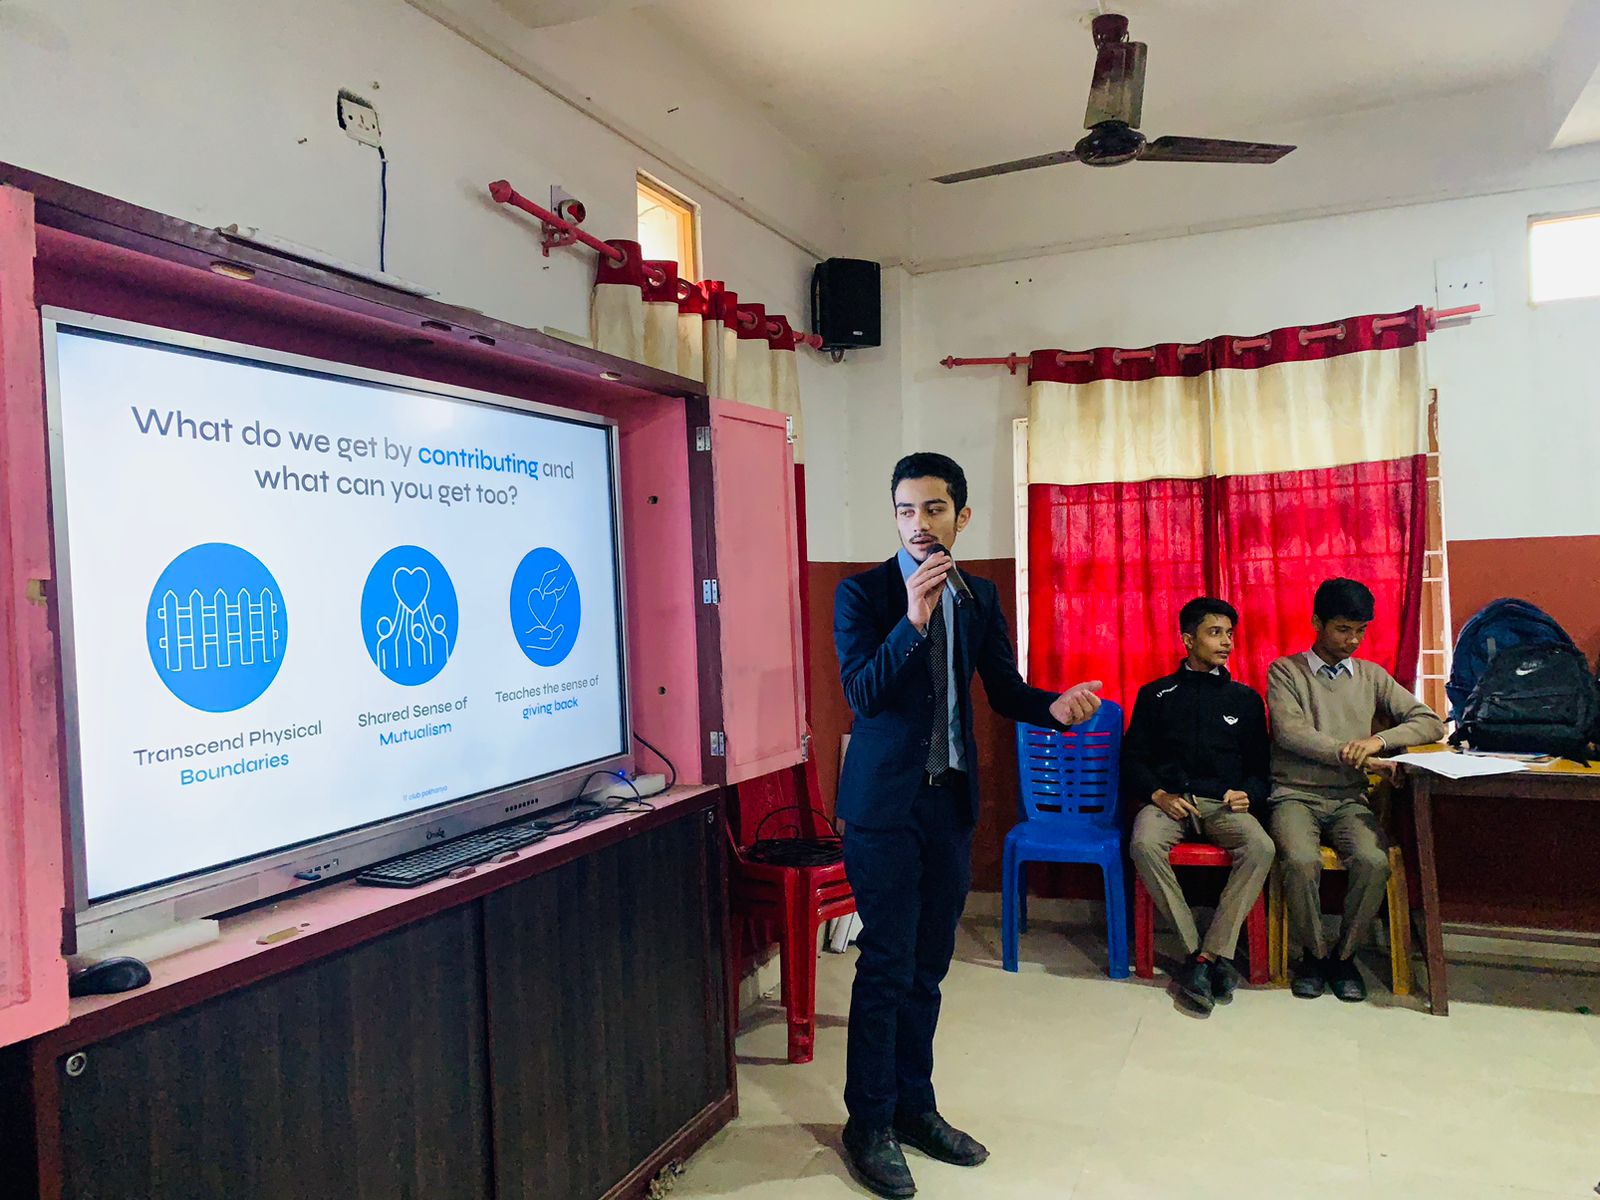 What do we get by contributing and
what can you get too?
Transcend Physical
Boundaries
Shared Sense of
Mutualism
Teaches the sense of
giving back